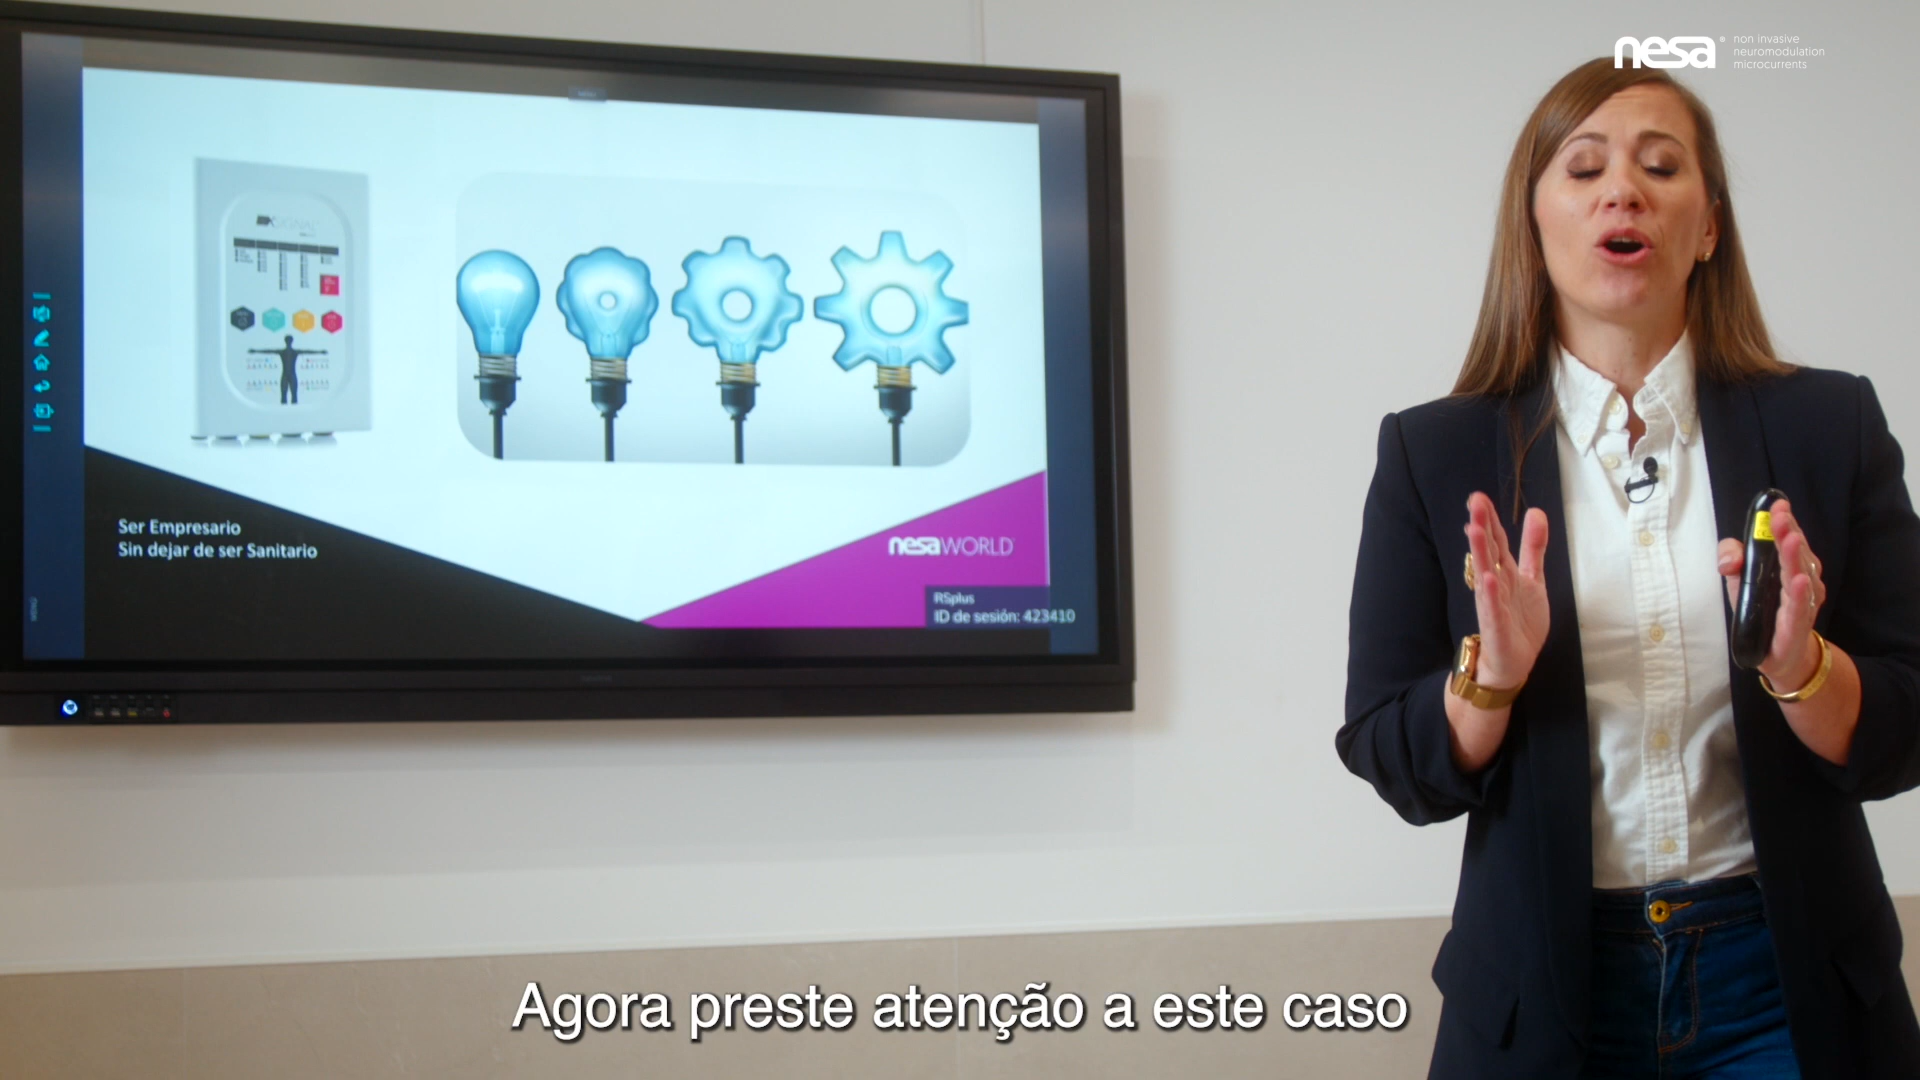 nesa®
non invasive
neuromodulation
microcurrents
Ser Empresario
Sin dejar de ser Sanitario
nesaWORLD
RSplus
ID de sesión: 423410
Agora preste atenção a este caso